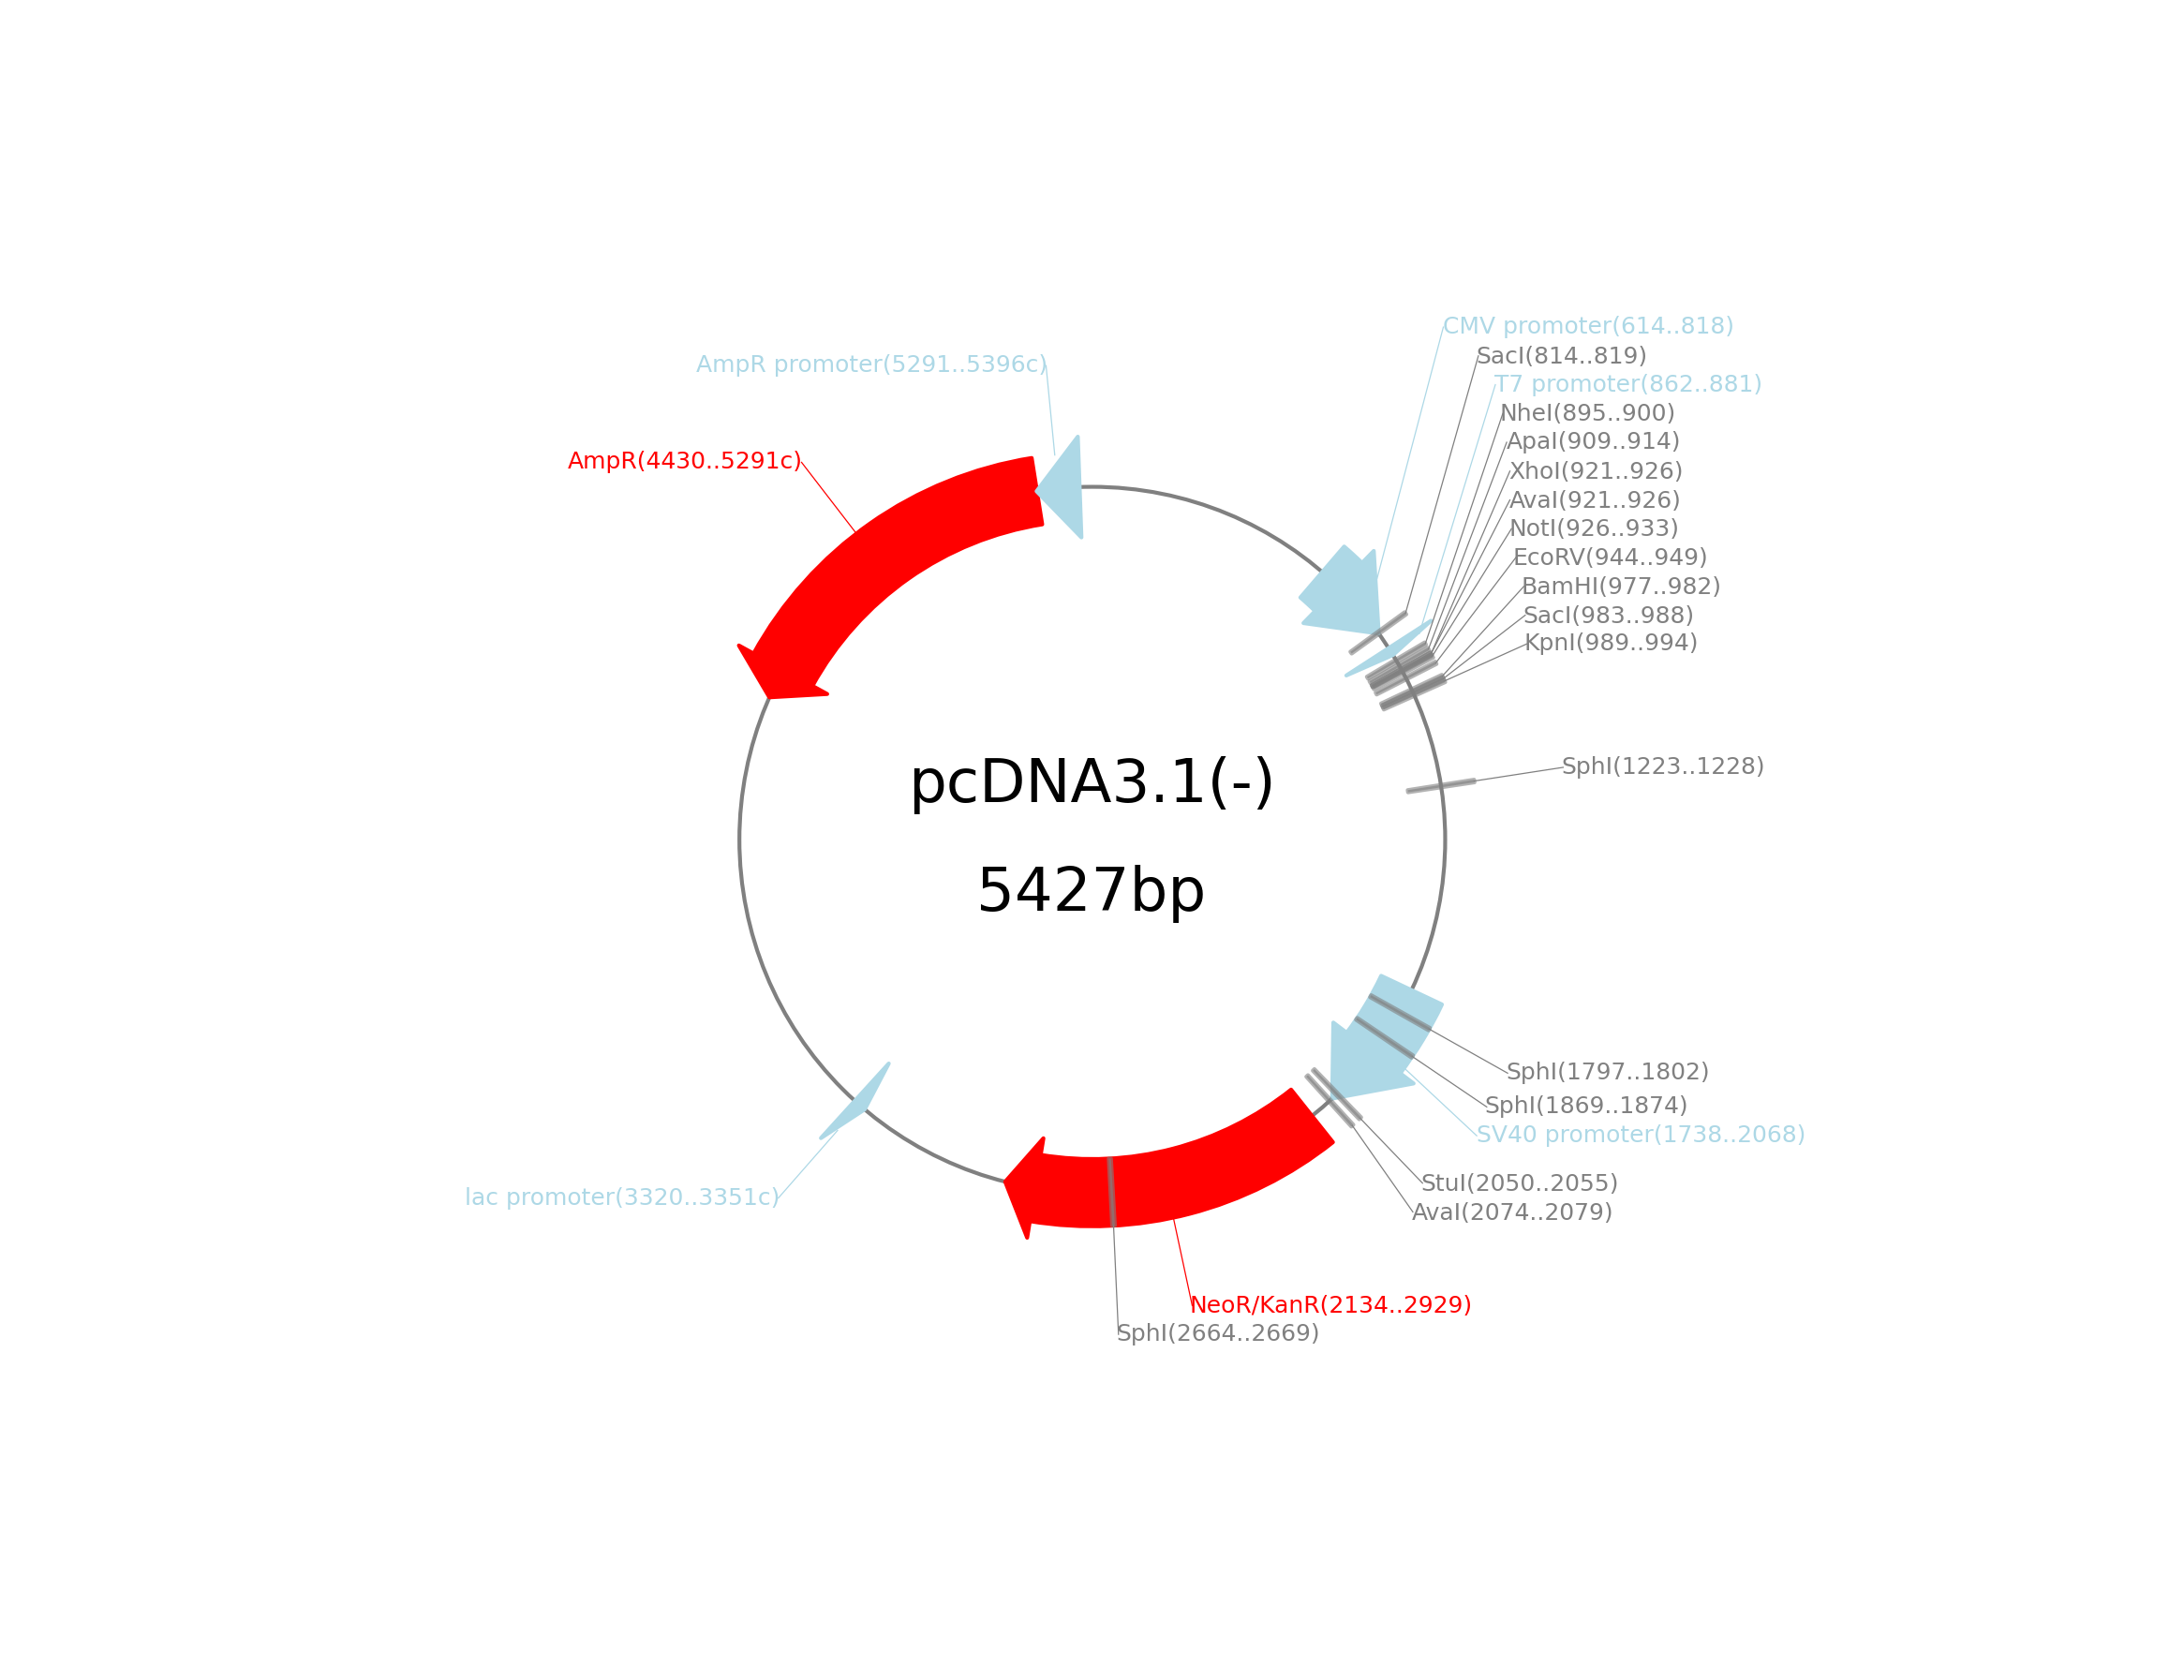 CMV promoter(614..818)
SacI(814..819)
AmpR promoter(5291..5396c)
T7 promoter(862..881)
NheI(895..900)
ApaI(909..914)
AmpR(4430..5291c)
XhoI(921..926)
AvaI(921..926)
NotI(926..933)
EcoRV(944..949)
BamHI(977..982)
SacI(983..988)
KpnI(989..994)
SphI(1223..1228)
pcDNA3.1(-)
5427bp
SphI(1797..1802)
SphI(1869..1874)
SV40 promoter(1738..2068)
StuI(2050..2055)
lac promoter(3320..3351c)
AvaI(2074..2079)
NeoR/KanR(2134..2929)
SphI(2664..2669)